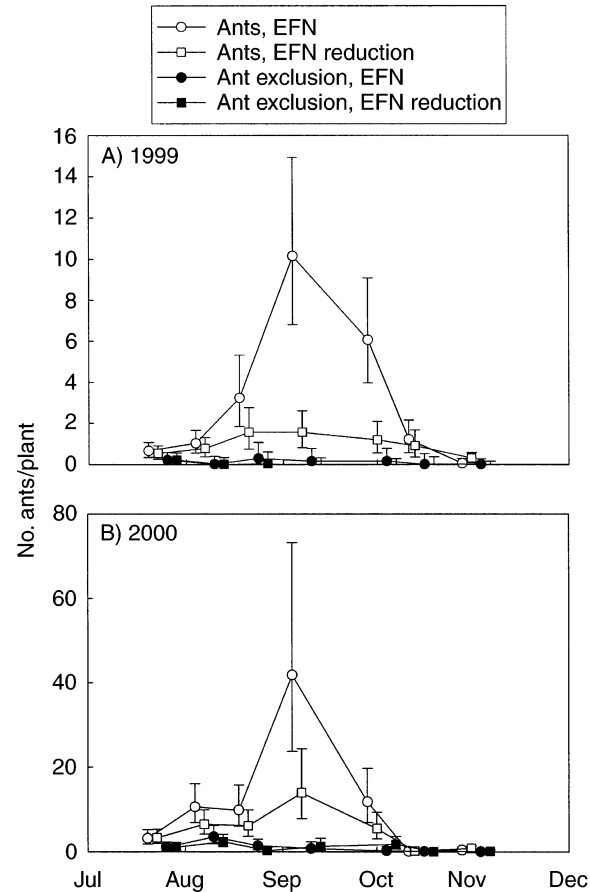 Ants, EFN
Ants, EFN reduction
Ant exclusion, EFN
Ant exclusion, EFN reduction
A) 1999
16
14
12
10
8
6
4
2
0
No. ants/plant
B) 2000
80
60
40
20
0
Jul Aug Sep Oct Nov Dec